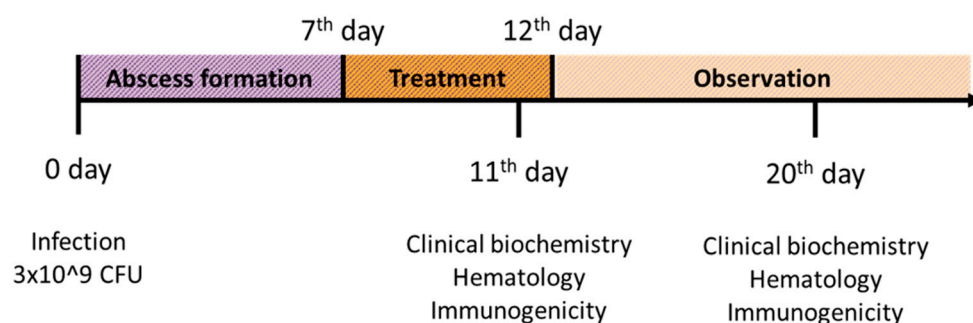 7th day
12th day
Abscess formation
Treatment
Observation
0 day
11th day
20th day
Infection
3x10^9 CFU
Clinical biochemistry
Hematology
Immunogenicity
Clinical biochemistry
Hematology
Immunogenicity